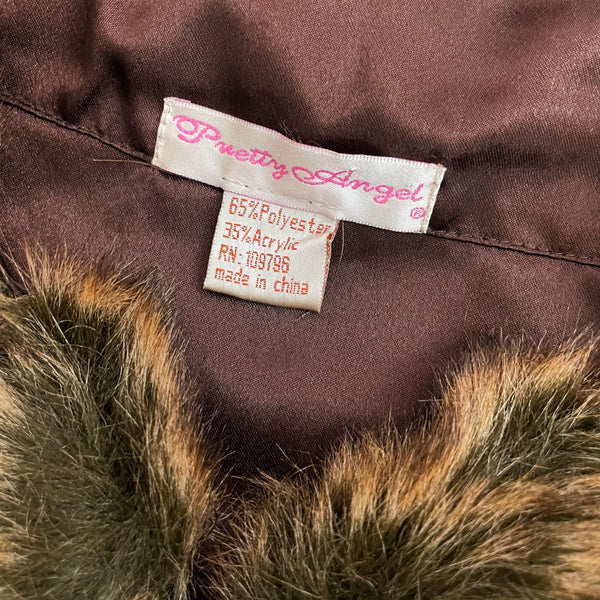 Pretty Angel ®
65%Polyester
35%Acrylic
RN: 109796
made in china